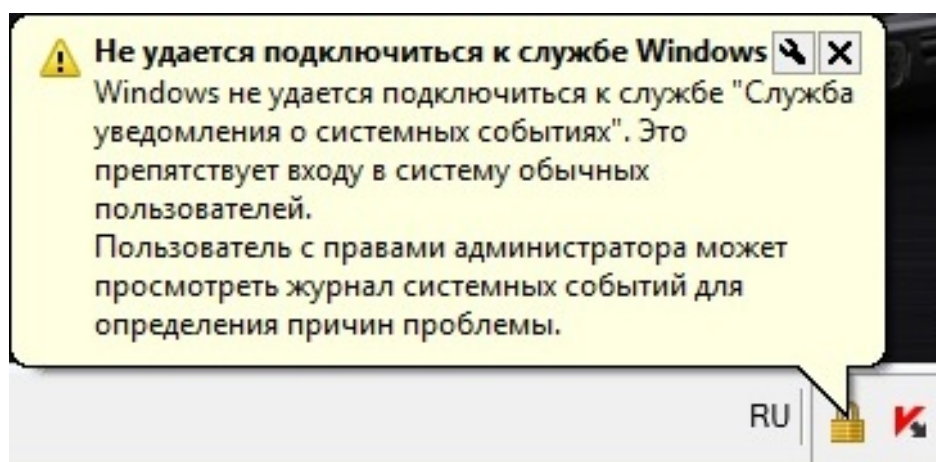 Не удается подключиться к службе Windows
Windows не удается подключиться к службе "Служба
уведомления о системных событиях". Это
препятствует входу в систему обычных
пользователей.
Пользователь с правами администратора может
просмотреть журнал системных событий для
определения причин проблемы.
RU